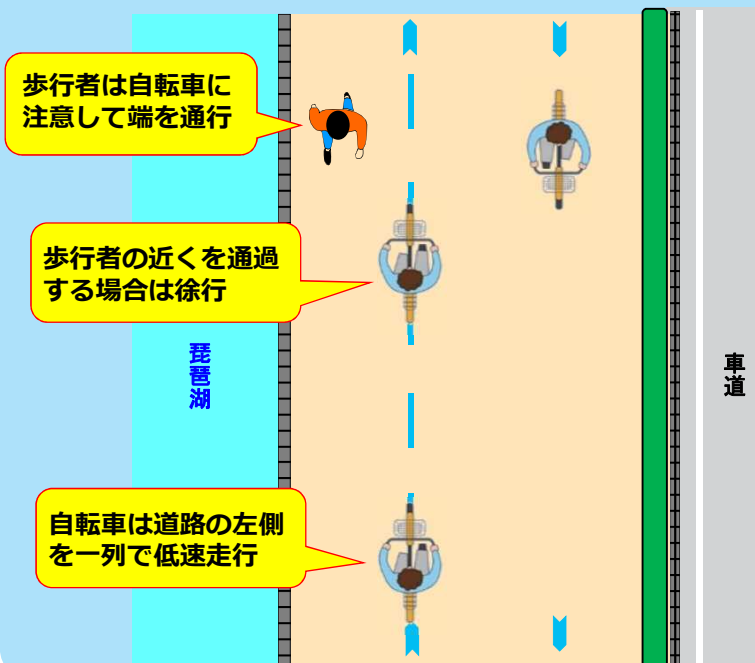 歩行者は自転車に
注意して端を通行
歩行者の近くを通過
する場合は徐行
琵琶湖
車道
自転車は道路の左側
を一列で低速走行